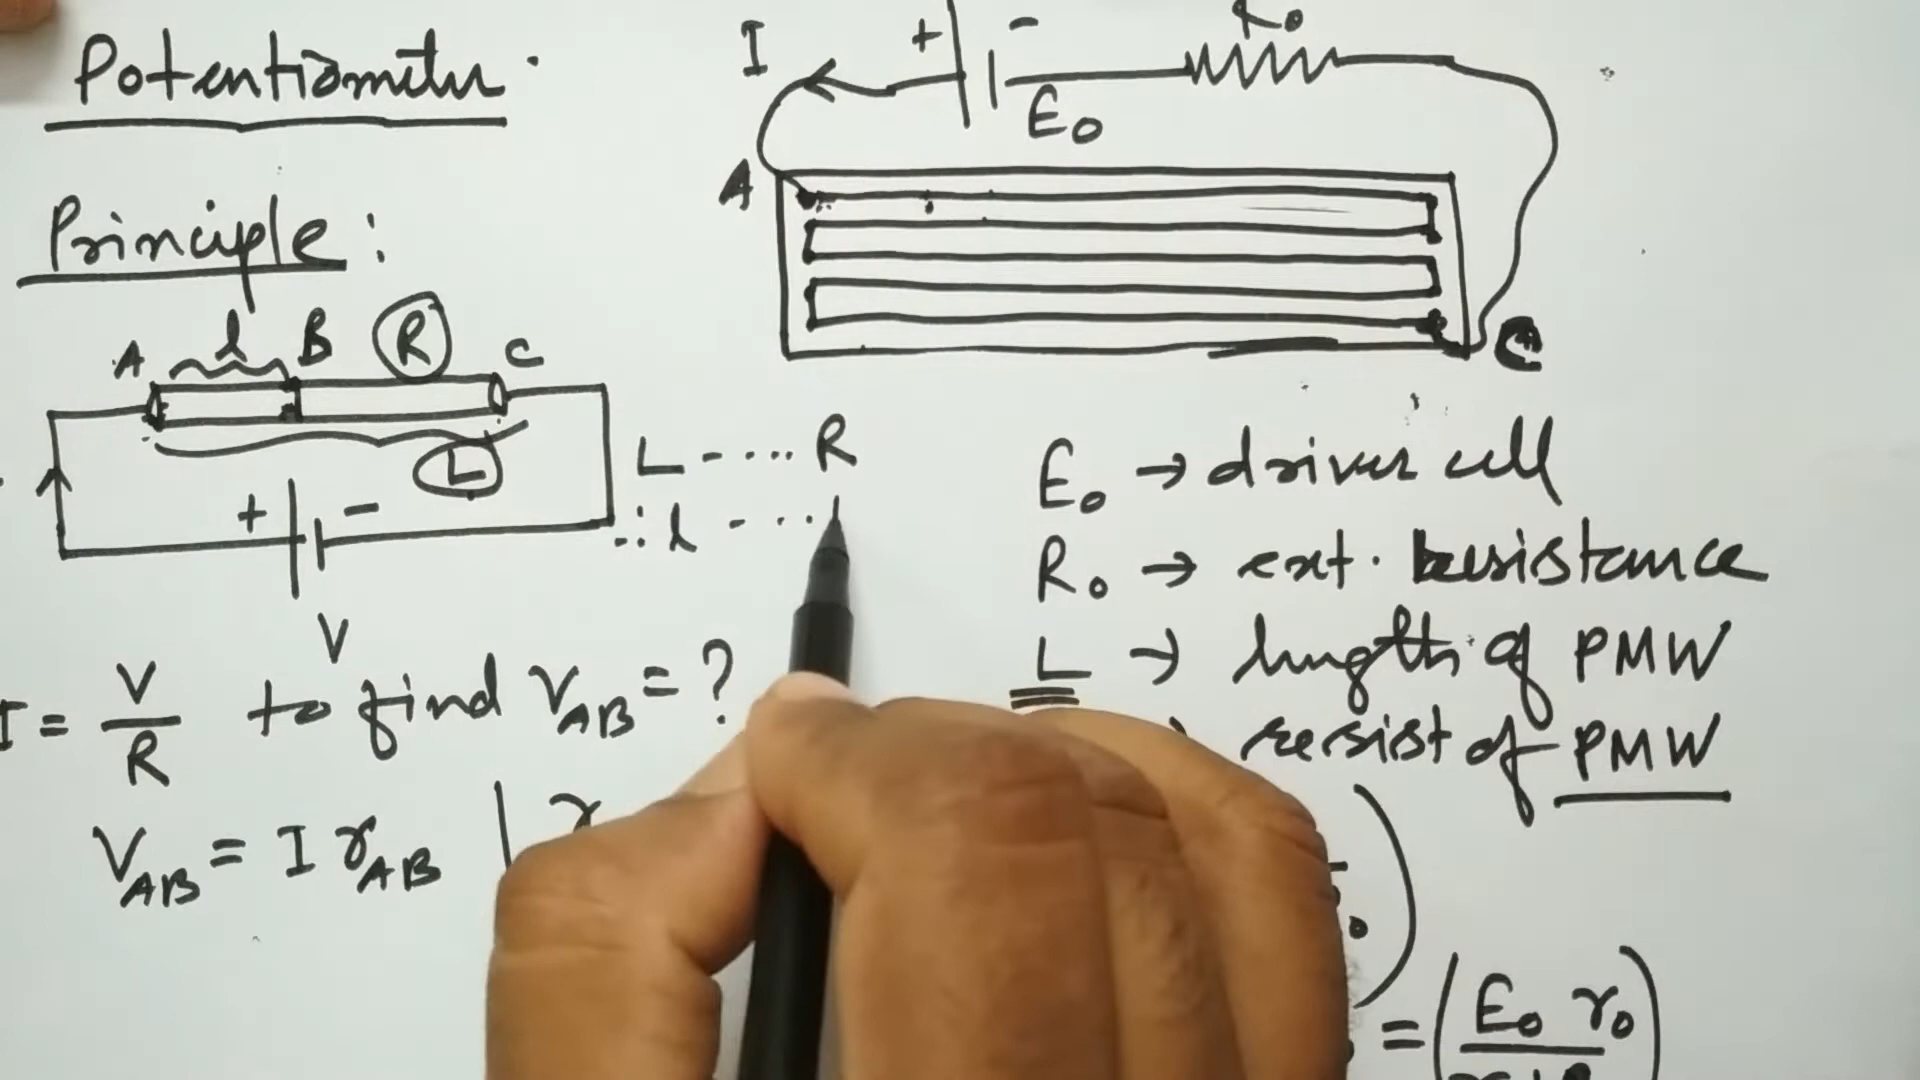 Potentiometer.
Principle:
A l B R C
L
+ -
V
L - .... R
∴ l - ...
I = V/R to find V_AB = ?
V_AB = I r_AB
I + - R₀
E₀
A
C
E₀ → driver cell
R₀ → ext. resistance
L → length of PMW
resist of PMW
= (E₀ r₀